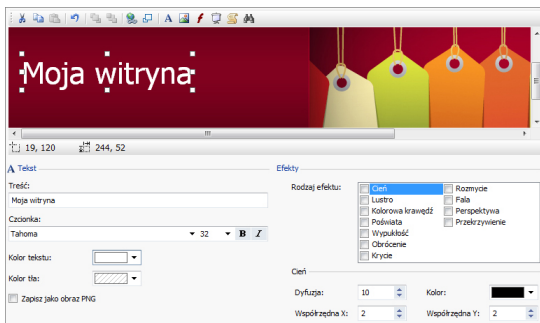 Moja witryna
19, 120 244, 52
A Tekst
Treść:
Moja witryna
Czcionka:
Tahoma 32 B I
Kolor tekstu:
Kolor tła:
Zapisz jako obraz PNG
Efekty
Rodzaj efektu:
Cień
Lustro
Kolorowa krawędź
Poświata
Wypukłość
Obrócenie
Krycie
Rozmycie
Fala
Perspektywa
Przekrzywienie
Cień
Dyfuzja: 10 Kolor:
Współrzędna X: 2 Współrzędna Y: 2